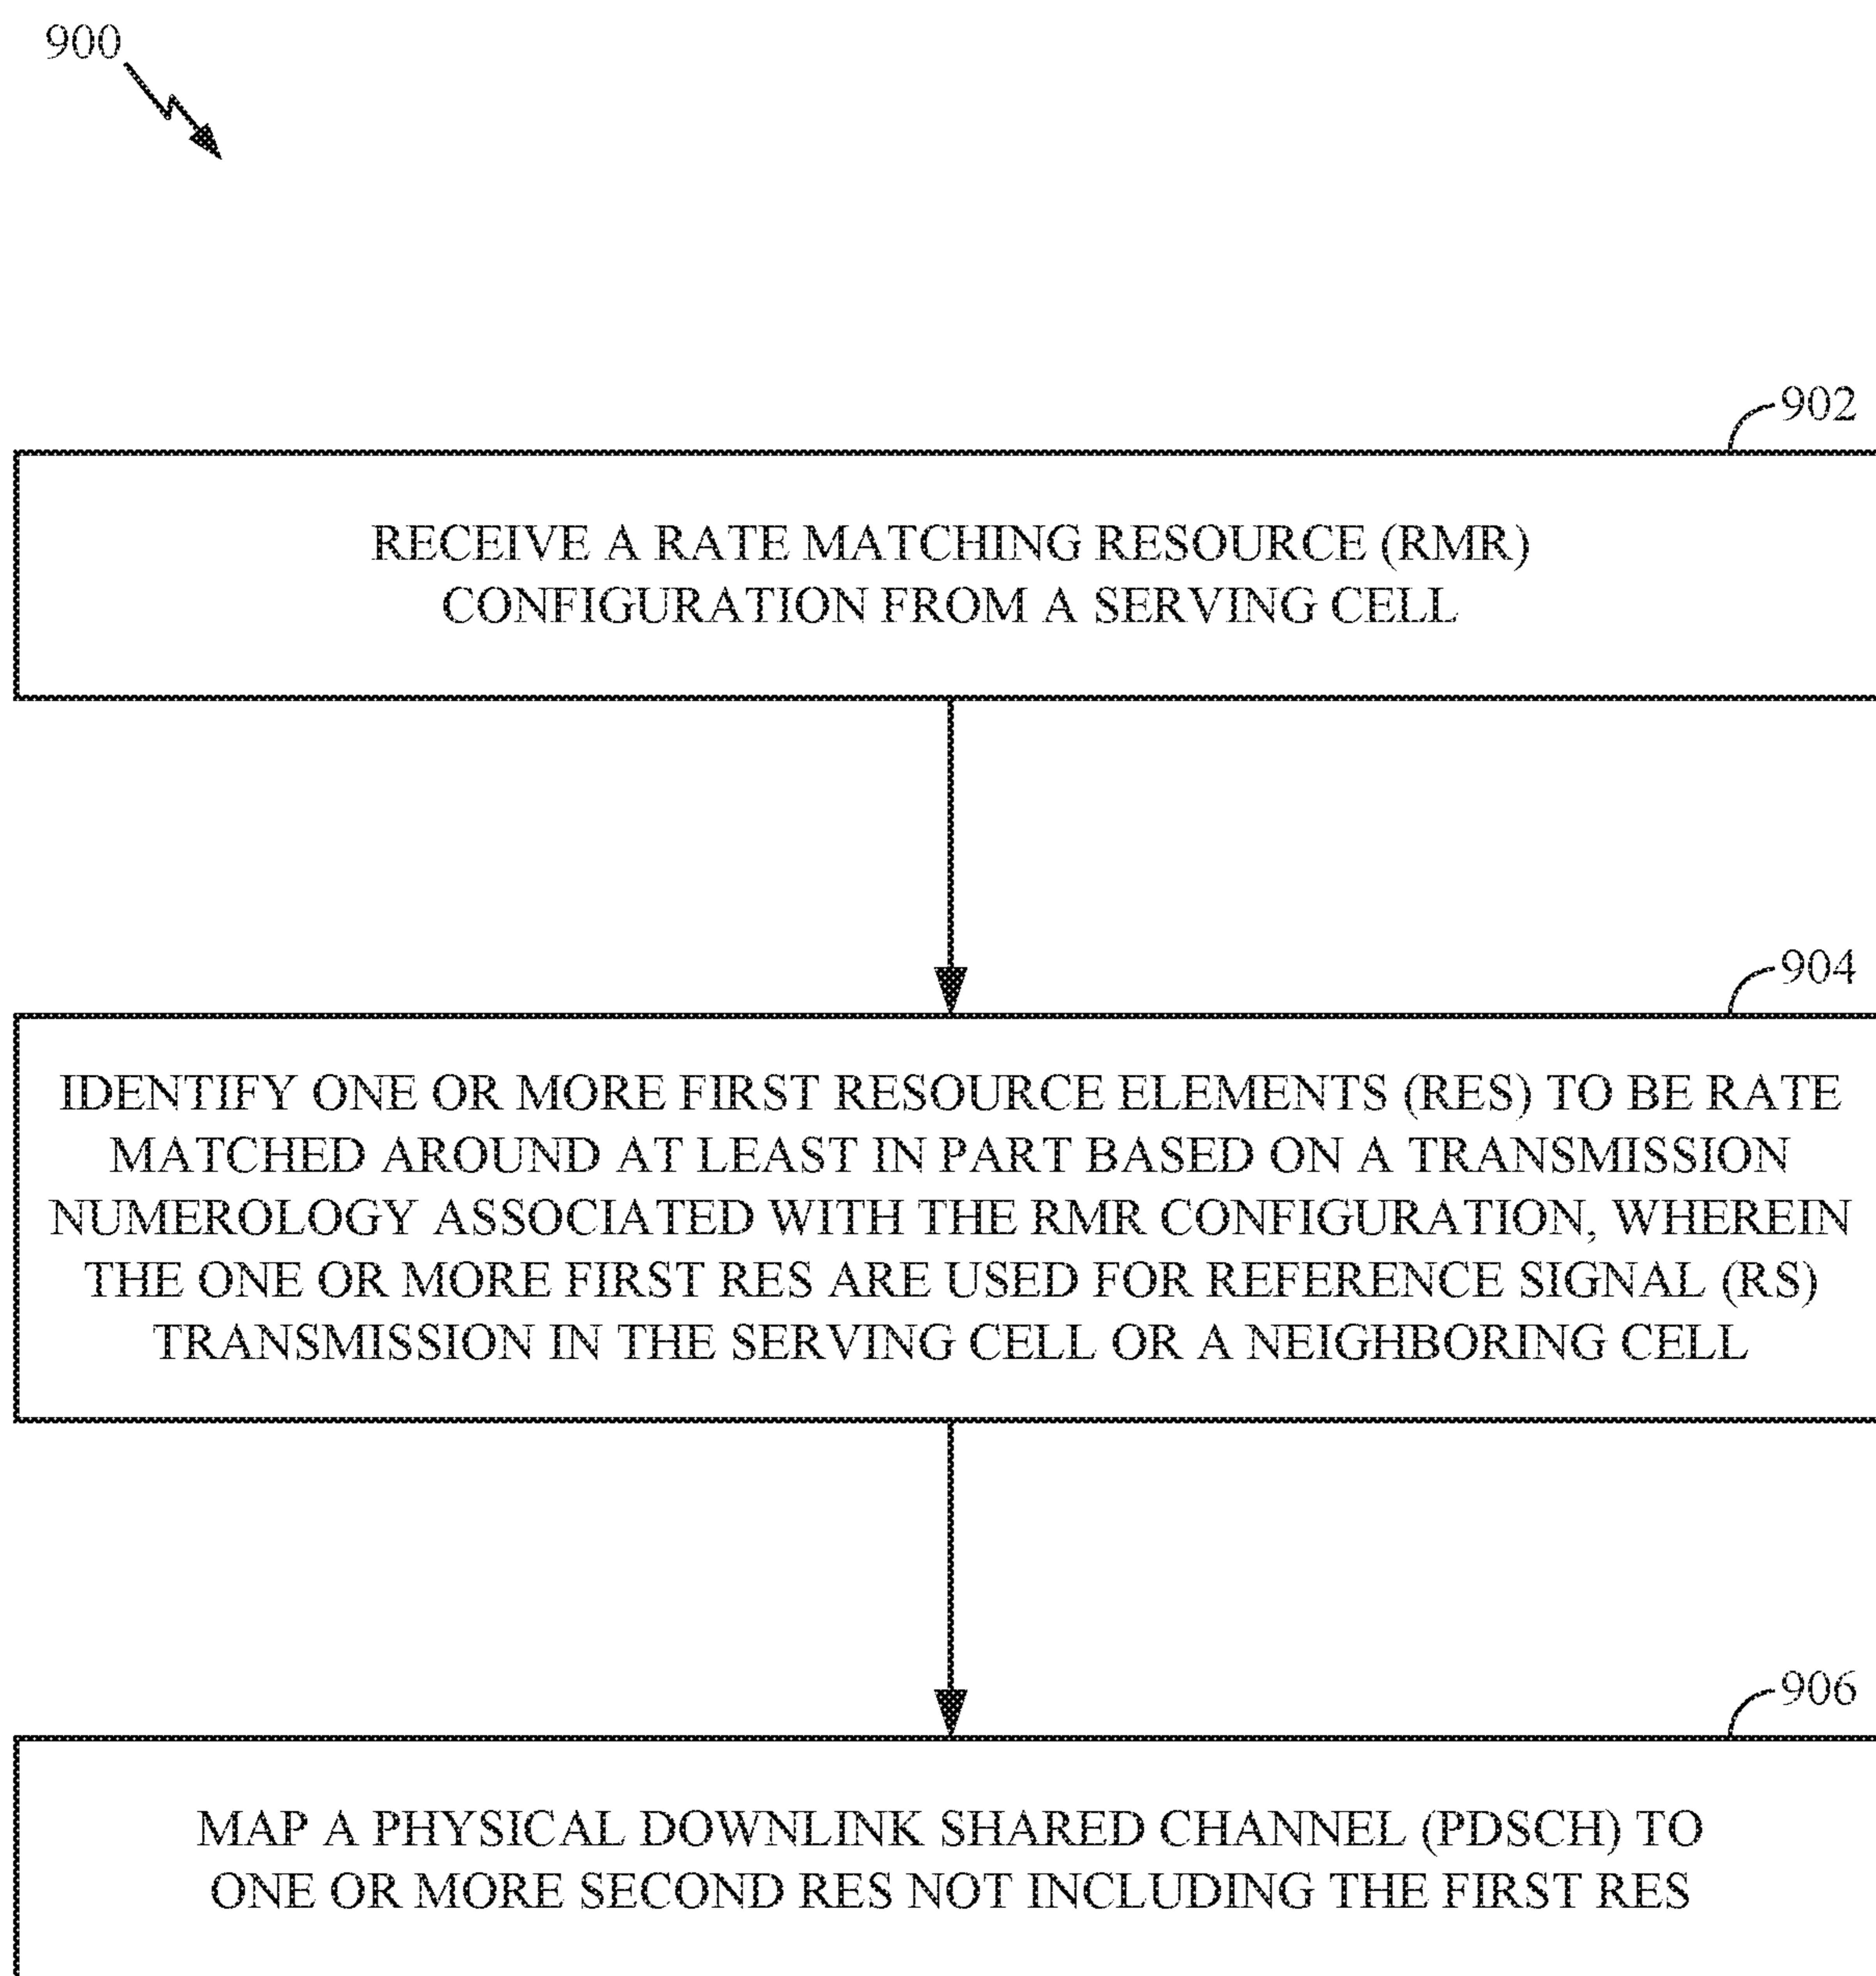 900
902
RECEIVE A RATE MATCHING RESOURCE (RMR)
CONFIGURATION FROM A SERVING CELL
904
IDENTIFY ONE OR MORE FIRST RESOURCE ELEMENTS (RES) TO BE RATE
MATCHED AROUND AT LEAST IN PART BASED ON A TRANSMISSION
NUMEROLOGY ASSOCIATED WITH THE RMR CONFIGURATION, WHEREIN
THE ONE OR MORE FIRST RES ARE USED FOR REFERENCE SIGNAL (RS)
TRANSMISSION IN THE SERVING CELL OR A NEIGHBORING CELL
906
MAP A PHYSICAL DOWNLINK SHARED CHANNEL (PDSCH) TO
ONE OR MORE SECOND RES NOT INCLUDING THE FIRST RES